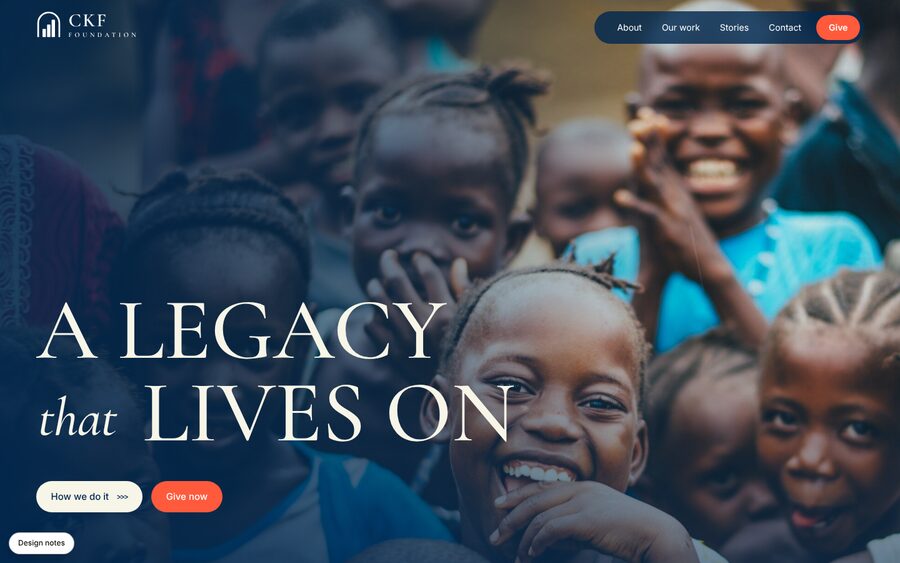 CKF
FOUNDATION
About Our work Stories Contact Give
A LEGACY
that LIVES ON
How we do it >>>
Give now
Design notes